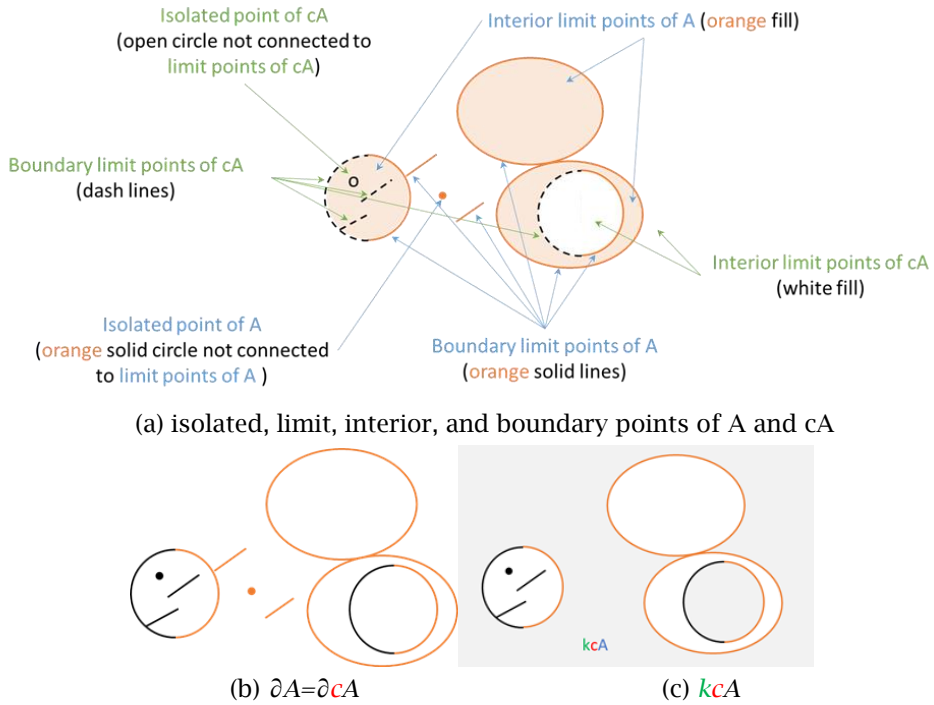 Isolated point of cA
(open circle not connected to
limit points of cA)
Interior limit points of A (orange fill)
Boundary limit points of cA
(dash lines)
Interior limit points of cA
(white fill)
Isolated point of A
(orange solid circle not connected
to limit points of A )
Boundary limit points of A
(orange solid lines)
(a) isolated, limit, interior, and boundary points of A and cA
kcA
(b) ∂A=∂cA
(c) kcA